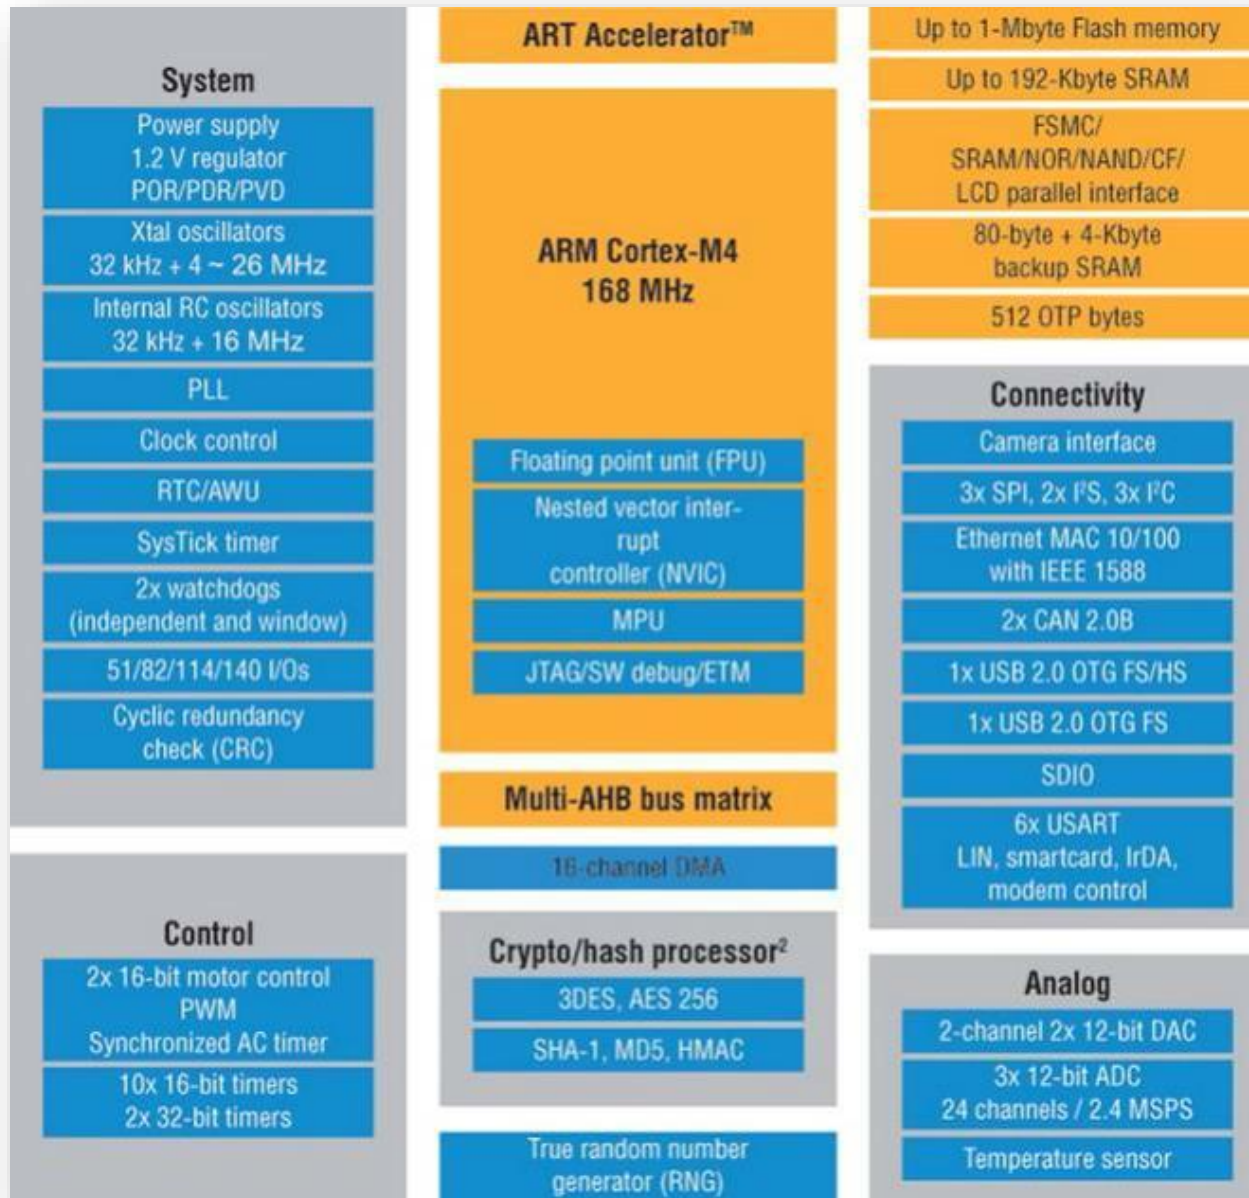 System
Power supply
1.2 V regulator
POR/PDR/PVD
Xtal oscillators
32 kHz + 4 ~ 26 MHz
Internal RC oscillators
32 kHz + 16 MHz
PLL
Clock control
RTC/AWU
SysTick timer
2x watchdogs
(independent and window)
51/82/114/140 I/Os
Cyclic redundancy
check (CRC)
Control
2x 16-bit motor control
PWM
Synchronized AC timer
10x 16-bit timers
2x 32-bit timers
ART Accelerator™
ARM Cortex-M4
168 MHz
Floating point unit (FPU)
Nested vector inter-
rupt
controller (NVIC)
MPU
JTAG/SW debug/ETM
Multi-AHB bus matrix
16-channel DMA
Crypto/hash processor²
3DES, AES 256
SHA-1, MD5, HMAC
True random number
generator (RNG)
Up to 1-Mbyte Flash memory
Up to 192-Kbyte SRAM
FSMC/
SRAM/NOR/NAND/CF/
LCD parallel interface
80-byte + 4-Kbyte
backup SRAM
512 OTP bytes
Connectivity
Camera interface
3x SPI, 2x I²S, 3x I²C
Ethernet MAC 10/100
with IEEE 1588
2x CAN 2.0B
1x USB 2.0 OTG FS/HS
1x USB 2.0 OTG FS
SDIO
6x USART
LIN, smartcard, IrDA,
modem control
Analog
2-channel 2x 12-bit DAC
3x 12-bit ADC
24 channels / 2.4 MSPS
Temperature sensor